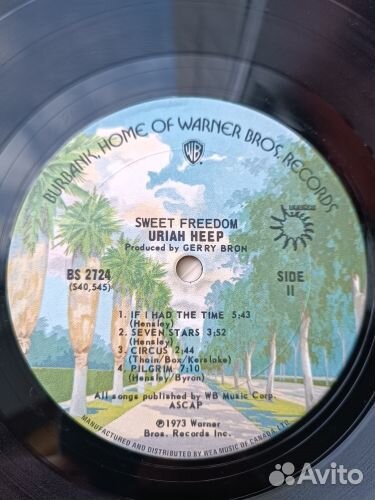 BURBANK, HOME OF WARNER BROS. RECORDS
WB
SWEET FREEDOM
URIAH HEEP
Produced by GERRY BRON
BS 2724
(S40,545)
SIDE
II
1. IF I HAD THE TIME 5:43
(Hensley)
2. SEVEN STARS 3:52
(Hensley)
3. CIRCUS 2:44
(Thain/Box/Kerslake)
4. PILGRIM 7:10
(Hensley/Byron)
All songs published by WB Music Corp.
ASCAP
©1973 Warner
Bros. Records Inc.
MANUFACTURED AND DISTRIBUTED BY WEA MUSIC OF CANADA, LTD.
Avito